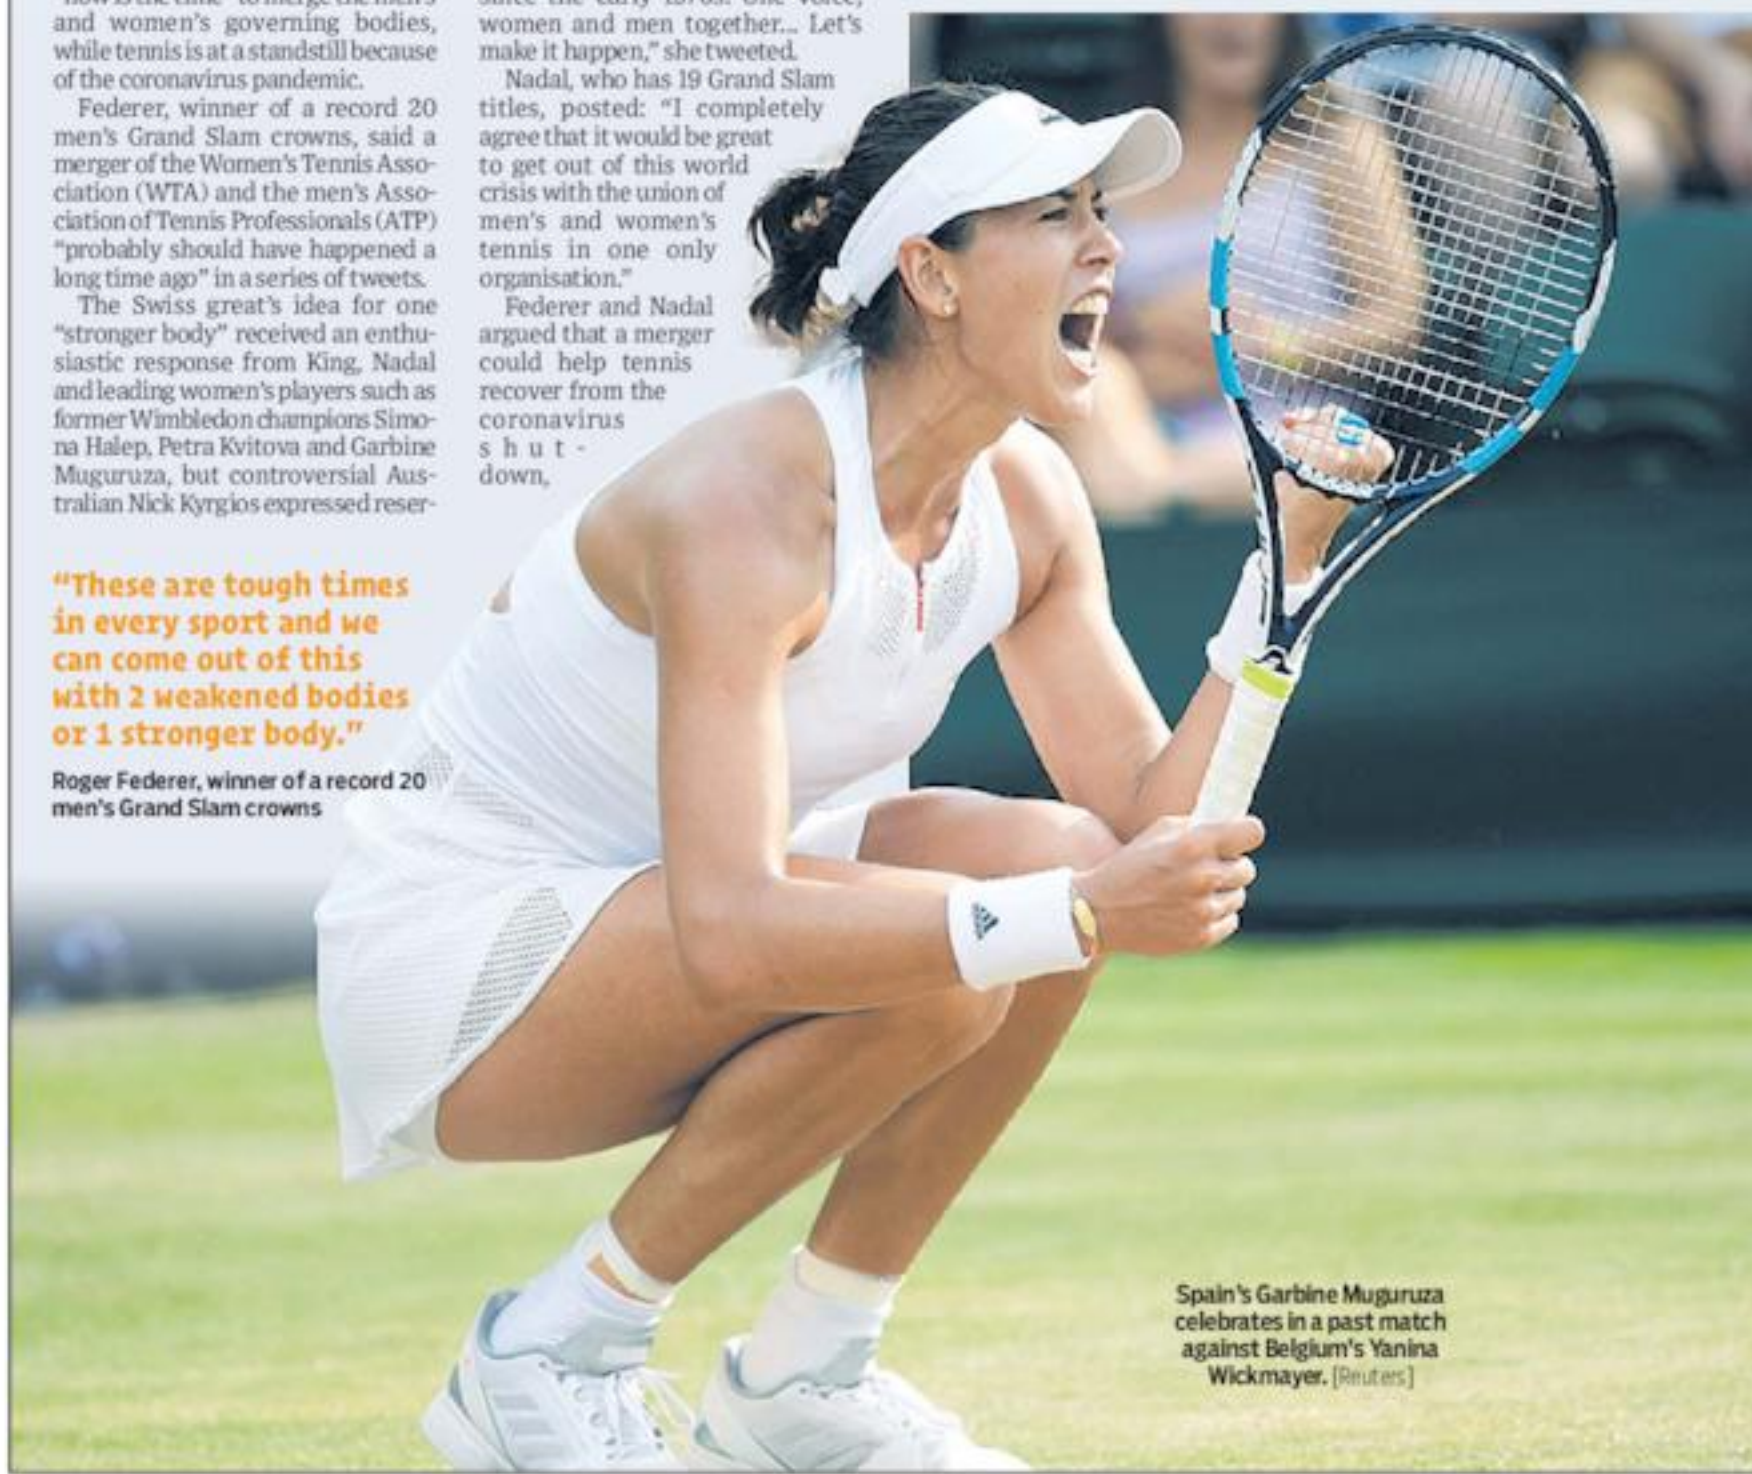 and women's governing bodies,
while tennis is at a standstill because
of the coronavirus pandemic.
Federer, winner of a record 20
men's Grand Slam crowns, said a
merger of the Women's Tennis Asso-
ciation (WTA) and the men's Asso-
ciation of Tennis Professionals (ATP)
"probably should have happened a
long time ago" in a series of tweets.
The Swiss great's idea for one
"stronger body" received an enthu-
siastic response from King, Nadal
and leading women's players such as
former Wimbledon champions Simo-
na Halep, Petra Kvitova and Garbine
Muguruza, but controversial Aus-
tralian Nick Kyrgios expressed reser-
women and men together... Let's
make it happen," she tweeted.
Nadal, who has 19 Grand Slam
titles, posted: "I completely
agree that it would be great
to get out of this world
crisis with the union of
men's and women's
tennis in one only
organisation."
Federer and Nadal
argued that a merger
could help tennis
recover from the
coronavirus
shut-
down,
"These are tough times
in every sport and we
can come out of this
with 2 weakened bodies
or 1 stronger body."
Roger Federer, winner of a record 20
men's Grand Slam crowns
Spain's Garbine Muguruza
celebrates in a past match
against Belgium's Yanina
Wickmayer. [Reuters]